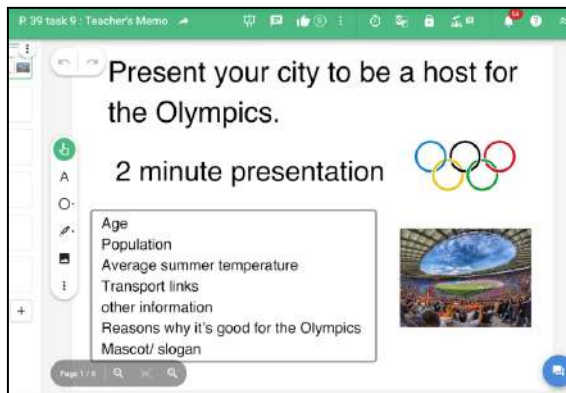 P. 39 task 9 : Teacher's Memo
54
Present your city to be a host for
the Olympics.
2 minute presentation
A
Age
Population
Average summer temperature
Transport links
other information
Reasons why it's good for the Olympics
Mascot/ slogan